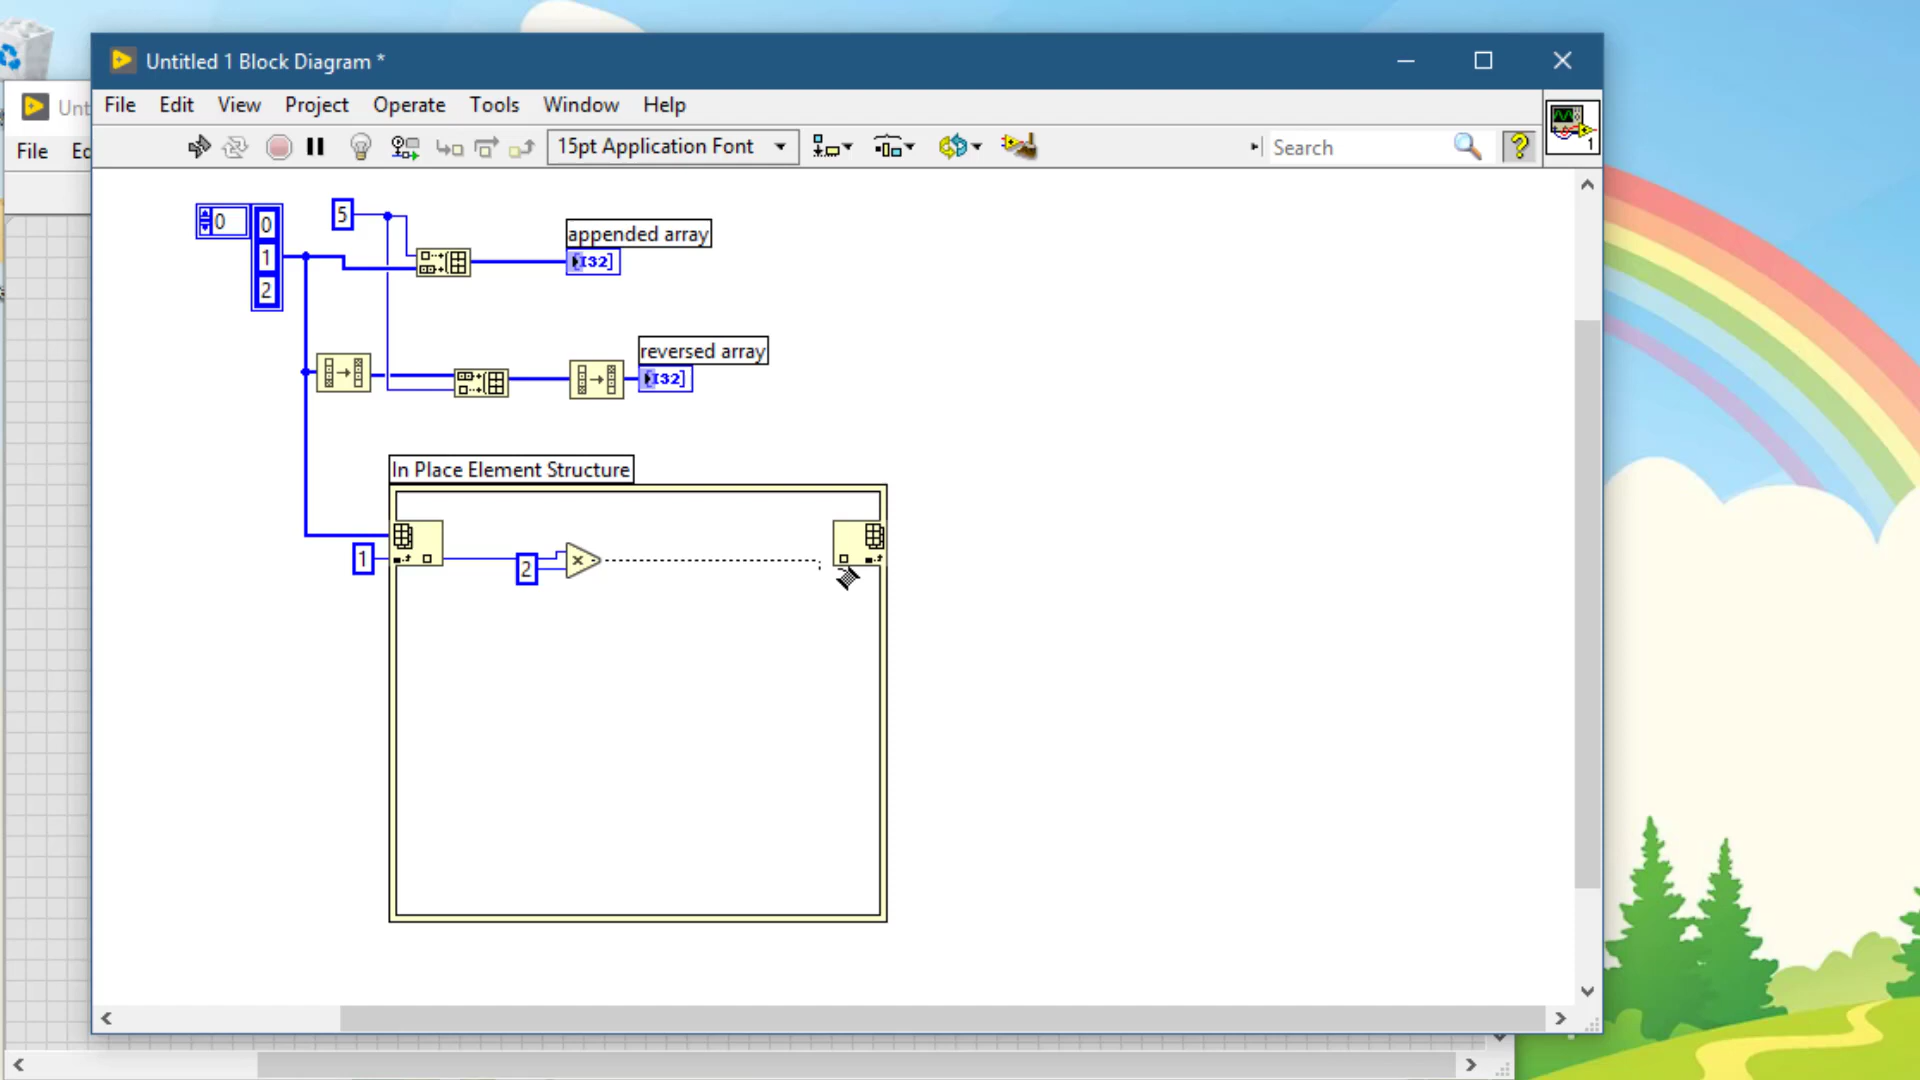 Untitled 1 Block Diagram *
Unt
File Edit View Project Operate Tools Window Help
File Ed
15pt Application Font
Search
?
1
0
0
1
2
5
appended array
[I32]
reversed array
[I32]
In Place Element Structure
1
2
×